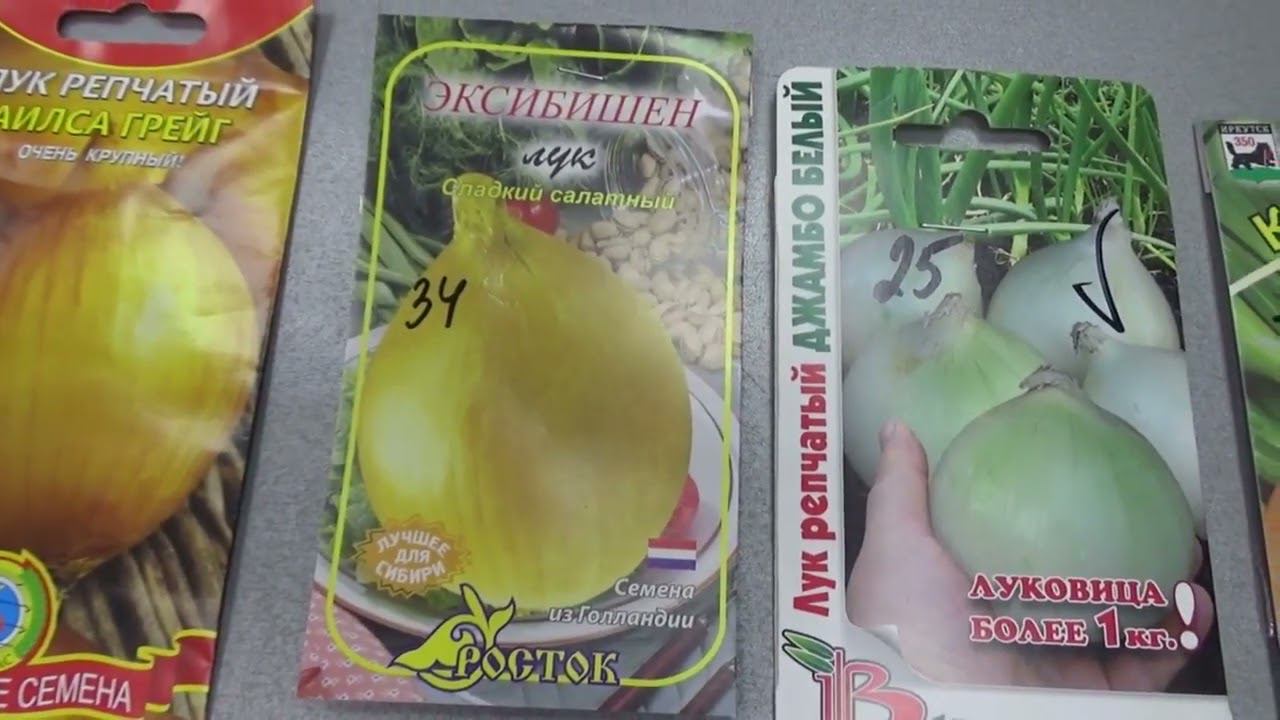 ЛУК РЕПЧАТЫЙ
АИЛСА ГРЕЙГ
ОЧЕНЬ КРУПНЫЙ!
Е СЕМЕНА
ЭКСИБИШЕН
лук
Сладкий салатный
34
ЛУЧШЕЕ
ДЛЯ
СИБИРИ
Семена
из Голландии
РОСТОК
Лук репчатый ДЖАМБО БЕЛЫЙ
25
ЛУКОВИЦА
БОЛЕЕ 1 кг.!
ИРКУТСК
350
К